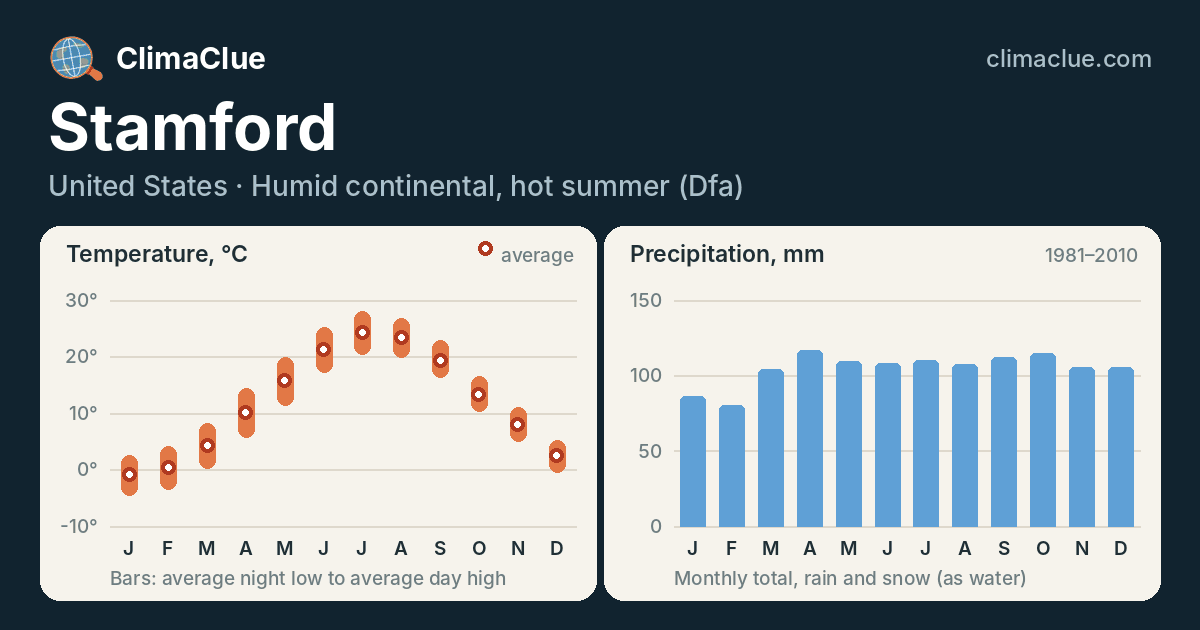 ClimaClue
climaclue.com
Stamford
United States · Humid continental, hot summer (Dfa)
Temperature, °C
average
30°
20°
10°
0°
-10°
J F M A M J J A S O N D
Bars: average night low to average day high
Precipitation, mm
1981–2010
150
100
50
0
J F M A M J J A S O N D
Monthly total, rain and snow (as water)